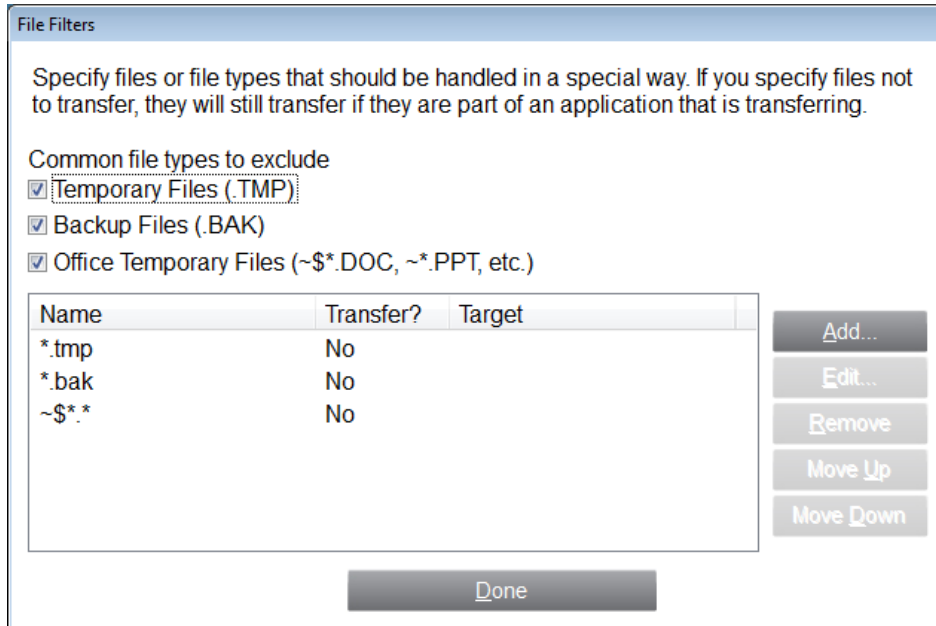 File Filters
Specify files or file types that should be handled in a special way. If you specify files not
to transfer, they will still transfer if they are part of an application that is transferring.
Common file types to exclude
Temporary Files (.TMP)
Backup Files (.BAK)
Office Temporary Files (~$*.DOC, ~*.PPT, etc.)
Name Transfer? Target
*.tmp No
*.bak No
~$*.* No
Add...
Edit...
Remove
Move Up
Move Down
Done